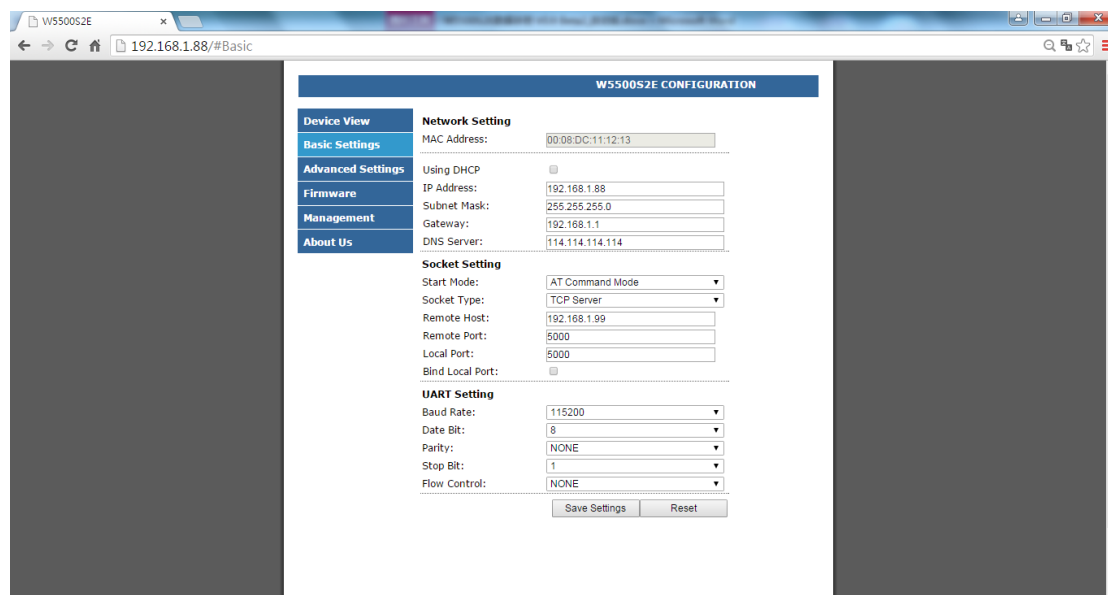 W5500S2E
192.168.1.88/#Basic
W5500S2E CONFIGURATION
Device View
Basic Settings
Advanced Settings
Firmware
Management
About Us
Network Setting
MAC Address: 00:08:DC:11:12:13
Using DHCP
IP Address: 192.168.1.88
Subnet Mask: 255.255.255.0
Gateway: 192.168.1.1
DNS Server: 114.114.114.114
Socket Setting
Start Mode: AT Command Mode
Socket Type: TCP Server
Remote Host: 192.168.1.99
Remote Port: 5000
Local Port: 5000
Bind Local Port:
UART Setting
Baud Rate: 115200
Date Bit: 8
Parity: NONE
Stop Bit: 1
Flow Control: NONE
Save Settings Reset